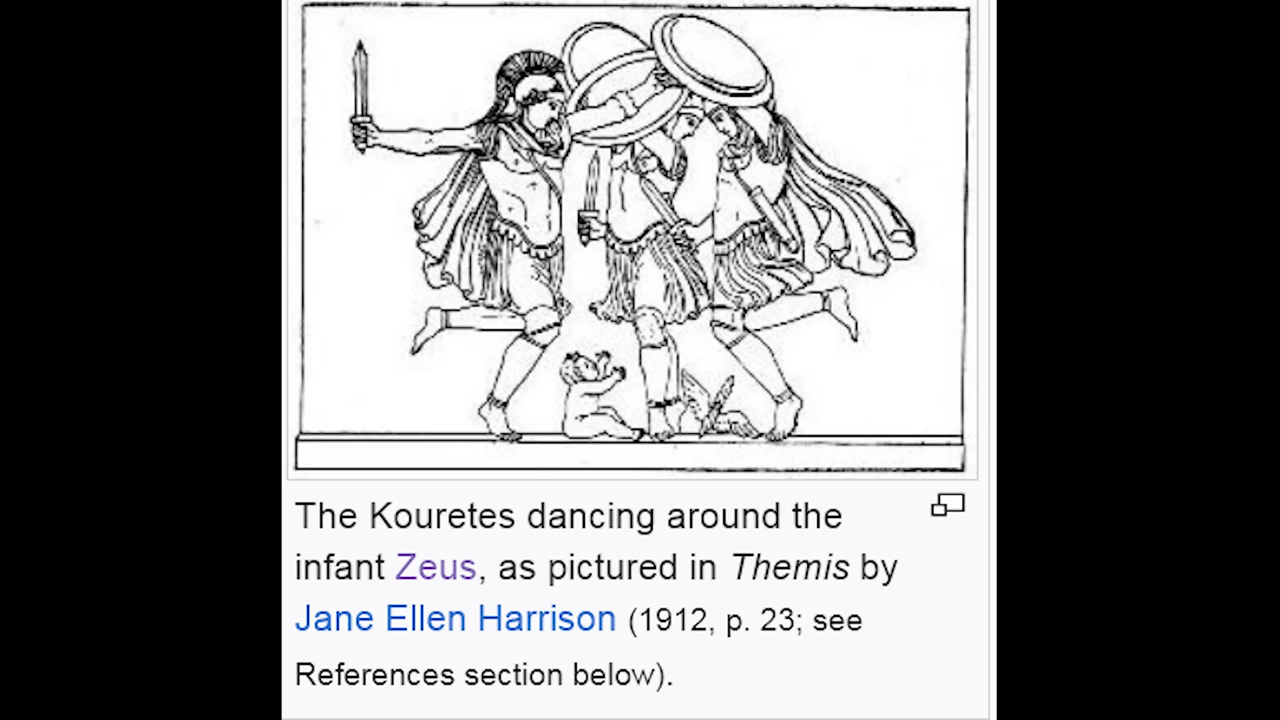 The Kouretes dancing around the
infant Zeus, as pictured in Themis by
Jane Ellen Harrison (1912, p. 23; see
References section below).